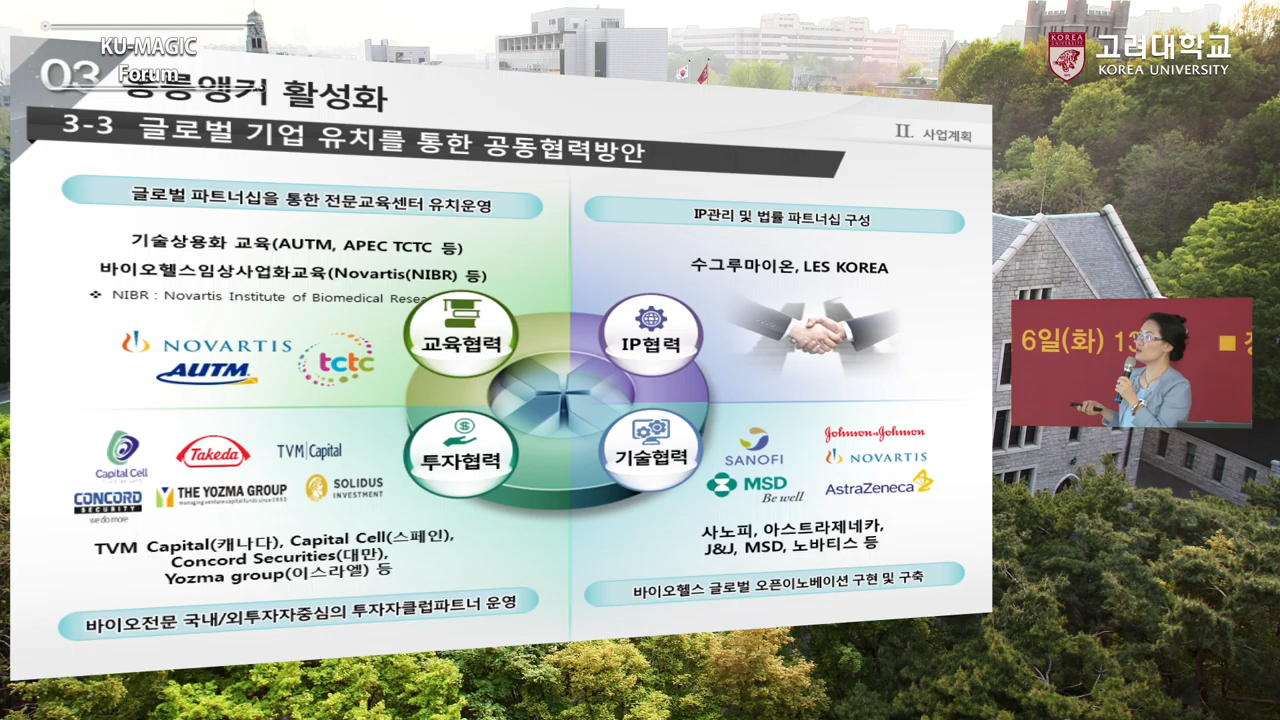 KU-MAGIC
Forum
KOREA
고려대학교
KOREA UNIVERSITY
03
홍릉앵커 활성화
3-3 글로벌 기업 유치를 통한 공동협력방안
Ⅱ. 사업계획
글로벌 파트너십을 통한 전문교육센터 유치운영
기술상용화 교육(AUTM, APEC TCTC 등)
바이오헬스임상사업화교육(Novartis(NIBR) 등)
❖ NIBR : Novartis Institute of Biomedical
NOVARTIS
AUTM
tctc
교육협력
IP관리 및 법률 파트너십 구성
수그루마이온, LES KOREA
IP협력
6일(화) 13
투자협력
Capital Cell
Takeda
TVM Capital
CONCORD
SECURITY
we do more
THE YOZMA GROUP
managing venture capital funds since 1993
SOLIDUS
INVESTMENT
TVM Capital(캐나다), Capital Cell(스페인),
Concord Securities(대만),
Yozma group(이스라엘) 등
바이오전문 국내/외투자자중심의 투자자클럽파트너 운영
기술협력
SANOFI
Johnson&Johnson
NOVARTIS
MSD
Be well
AstraZeneca
사노피, 아스트라제네카,
J&J, MSD, 노바티스 등
바이오헬스 글로벌 오픈이노베이션 구현 및 구축